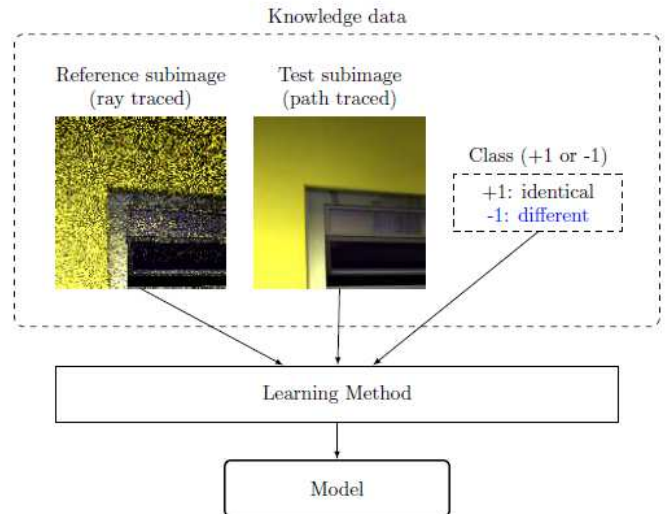 Knowledge data
Reference subimage
(ray traced)
Test subimage
(path traced)
Class (+1 or -1)
+1: identical
-1: different
Learning Method
Model